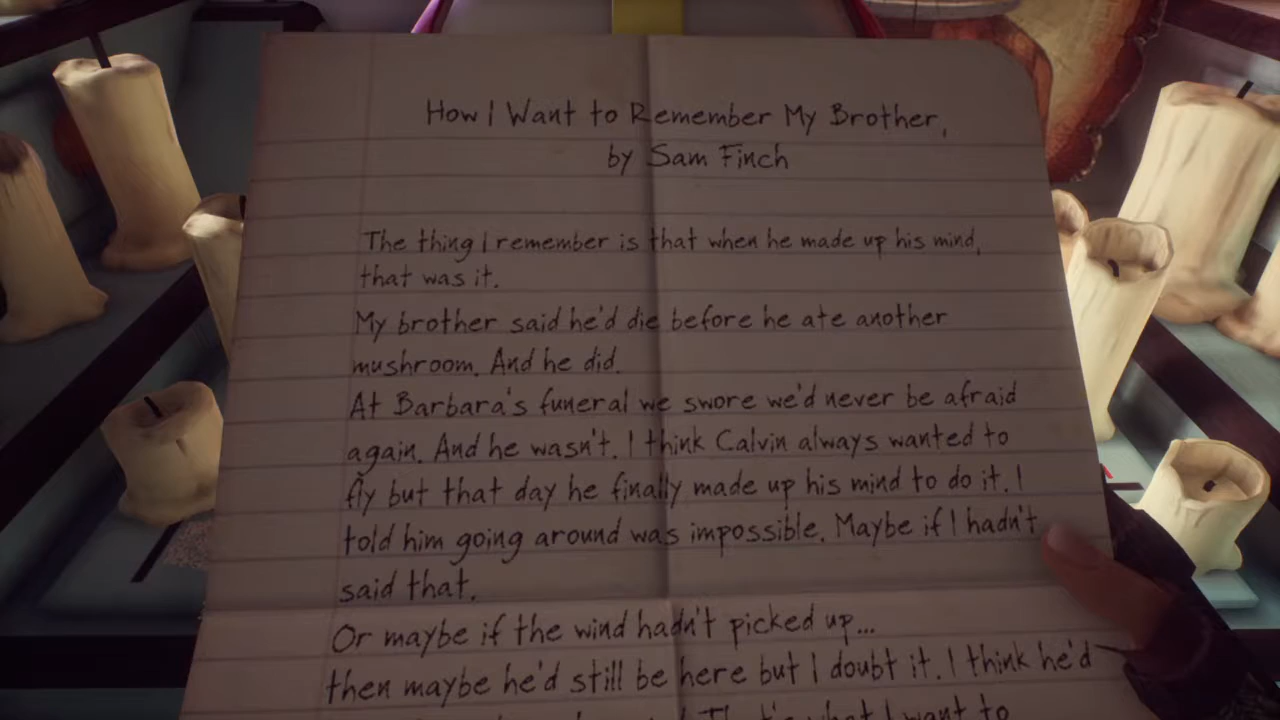 How I Want to Remember My Brother,
by Sam Finch
The thing I remember is that when he made up his mind,
that was it.
My brother said he'd die before he ate another
mushroom. And he did.
At Barbara's funeral we swore we'd never be afraid
again. And he wasn't. I think Calvin always wanted to
fly but that day he finally made up his mind to do it. I
told him going around was impossible. Maybe if I hadn't
said that.
Or maybe if the wind hadn't picked up...
then maybe he'd still be here but I doubt it. I think he'd
That's what I want to